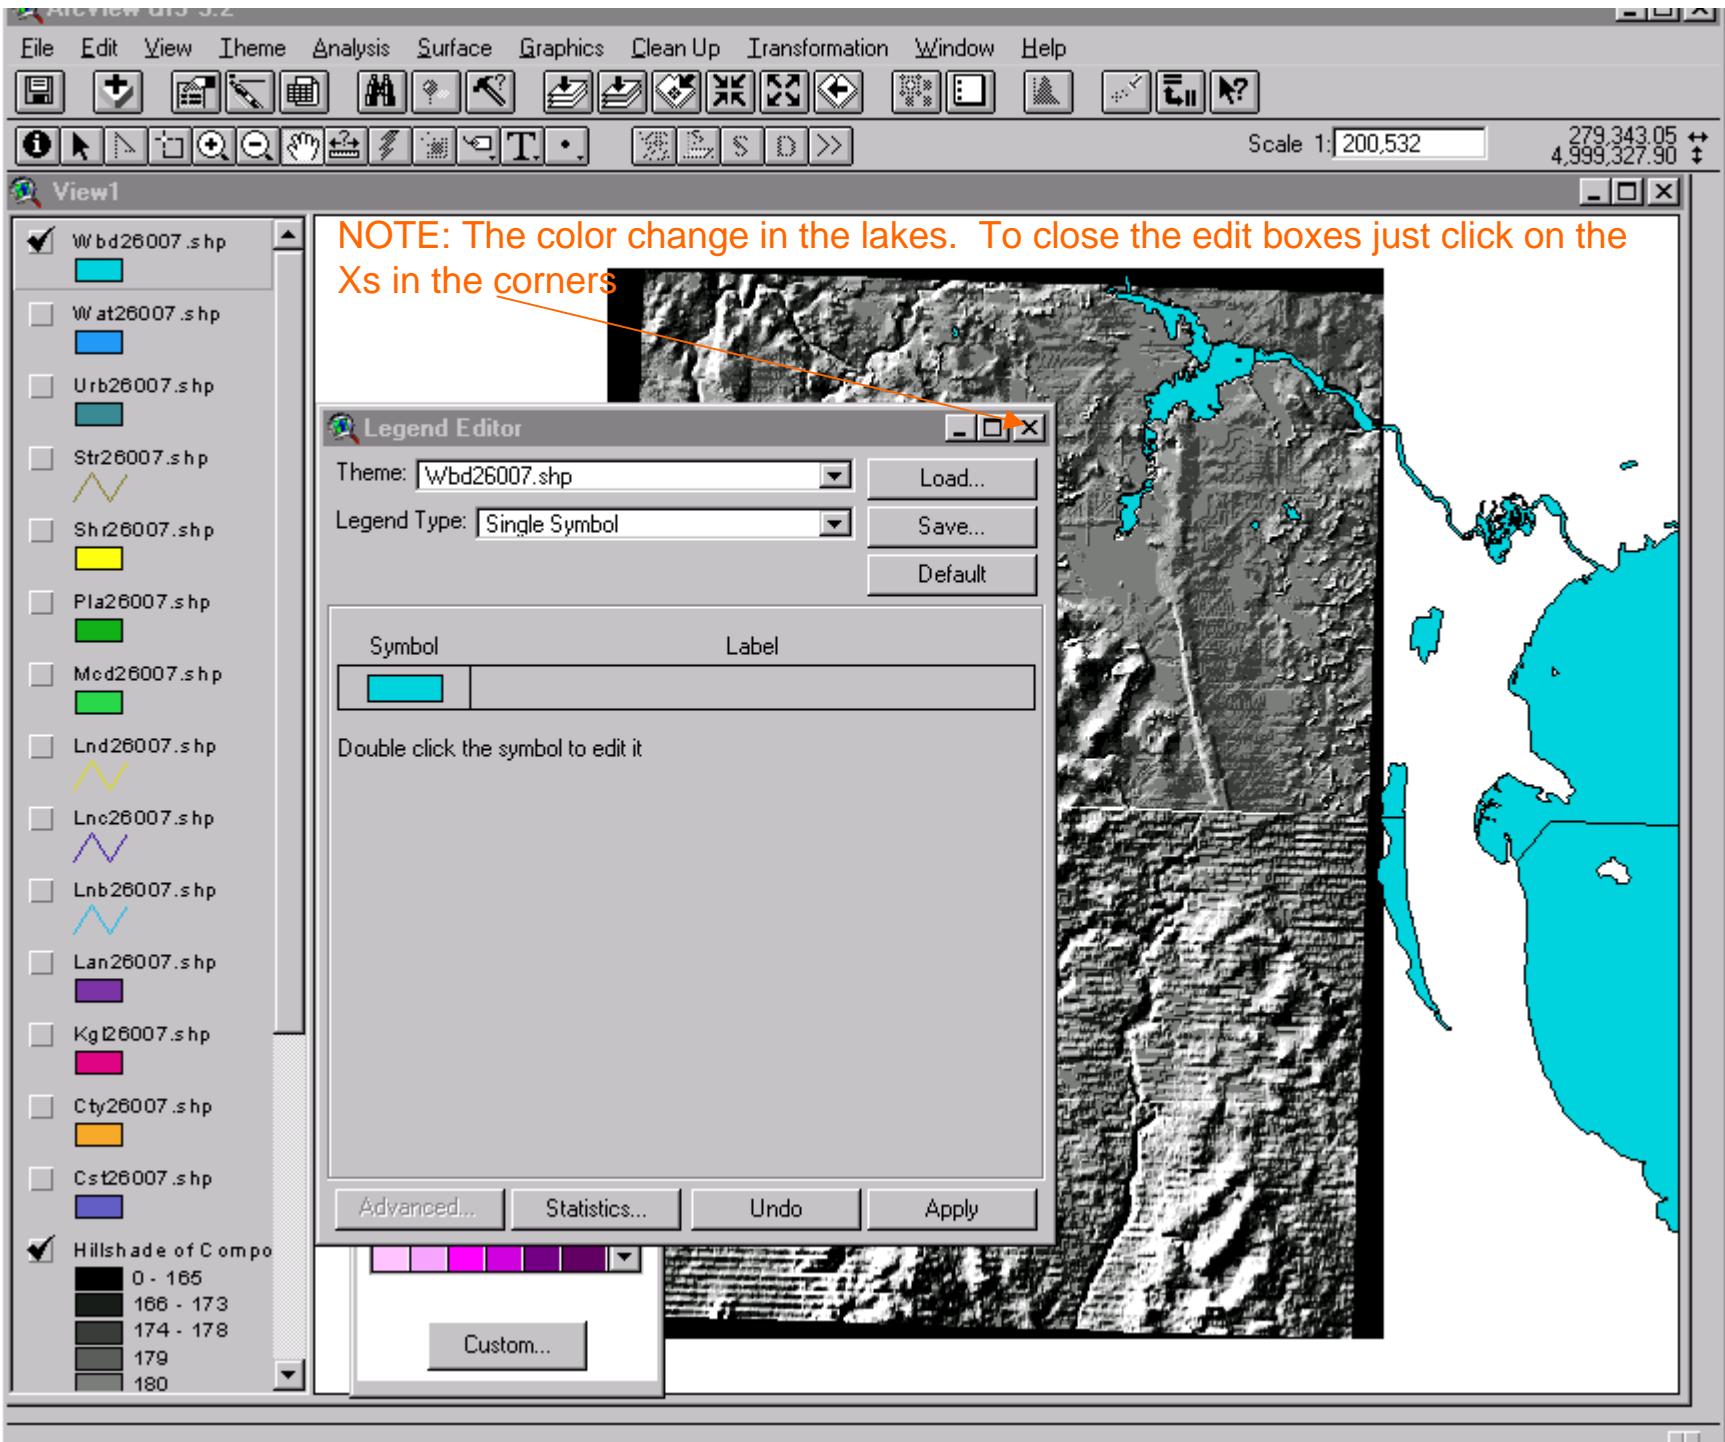 ArcView GIS 3.2
File Edit View Theme Analysis Surface Graphics Clean Up Transformation Window Help
Scale 1: 200,532
279,343.05
4,999,327.90
View1
NOTE: The color change in the lakes. To close the edit boxes just click on the
Xs in the corners
Wbd26007.shp
Wat26007.shp
Urb26007.shp
Str26007.shp
Shr26007.shp
Pla26007.shp
Mcd26007.shp
Lnd26007.shp
Lnc26007.shp
Lnb26007.shp
Lan26007.shp
Kgl26007.shp
Cty26007.shp
Cst26007.shp
Hillshade of Compo
0 - 165
166 - 173
174 - 178
179
180
Legend Editor
Theme: Wbd26007.shp
Load...
Legend Type: Single Symbol
Save...
Default
Symbol Label
Double click the symbol to edit it
Advanced... Statistics... Undo Apply
Custom...